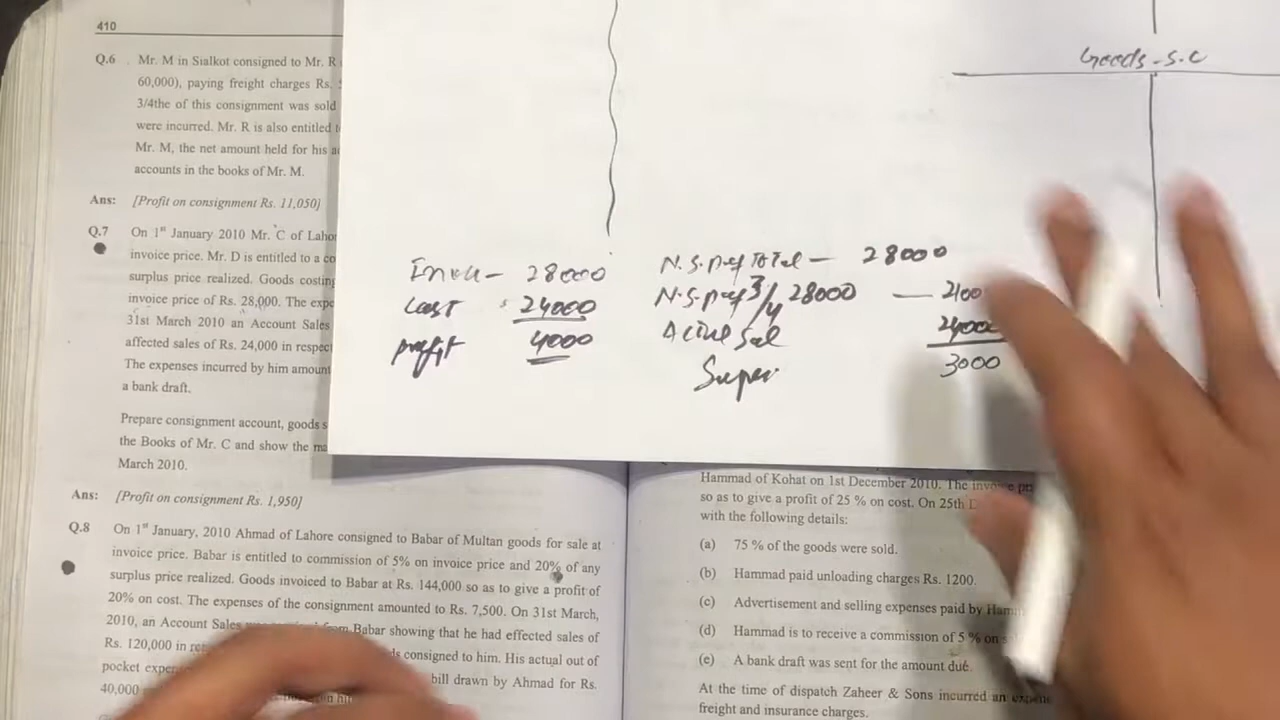 410
Q.6 Mr. M in Sialkot consigned to Mr. R
60,000), paying freight charges Rs.
3/4the of this consignment was sold
were incurred. Mr. R is also entitled
Mr. M, the net amount held for his
accounts in the books of Mr. M.
Ans: [Profit on consignment Rs. 11,050]
Q.7 On 1st January 2010 Mr. C of Lahor
invoice price. Mr. D is entitled to a co
surplus price realized. Goods costing
invoice price of Rs. 28,000. The expe
31st March 2010 an Account Sales
affected sales of Rs. 24,000 in respect
The expenses incurred by him amount
a bank draft.
Prepare consignment account, goods s
the Books of Mr. C and show the
March 2010.
Ans: [Profit on consignment Rs. 1,950]
Q.8 On 1st January, 2010 Ahmad of Lahore consigned to Babar of Multan goods for sale at
invoice price. Babar is entitled to commission of 5% on invoice price and 20% of any
surplus price realized. Goods invoiced to Babar at Rs. 144,000 so as to give a profit of
20% on cost. The expenses of the consignment amounted to Rs. 7,500. On 31st March,
2010, an Account Sales from Babar showing that he had effected sales of
Rs. 120,000 in consigned to him. His actual out of
pocket bill drawn by Ahmad for Rs.
40,000
Goods - S.C
28000
Cost 24000
profit 4000
28000
3/4 28000 — 2100
24000
3000
Hammad of Kohat on 1st December 2010. The invoice
so as to give a profit of 25 % on cost. On 25th
with the following details:
(a) 75 % of the goods were sold.
(b) Hammad paid unloading charges Rs. 1200.
(c) Advertisement and selling expenses paid by
(d) Hammad is to receive a commission of 5 % on
(e) A bank draft was sent for the amount due.
At the time of dispatch Zaheer & Sons incurred an
freight and insurance charges.